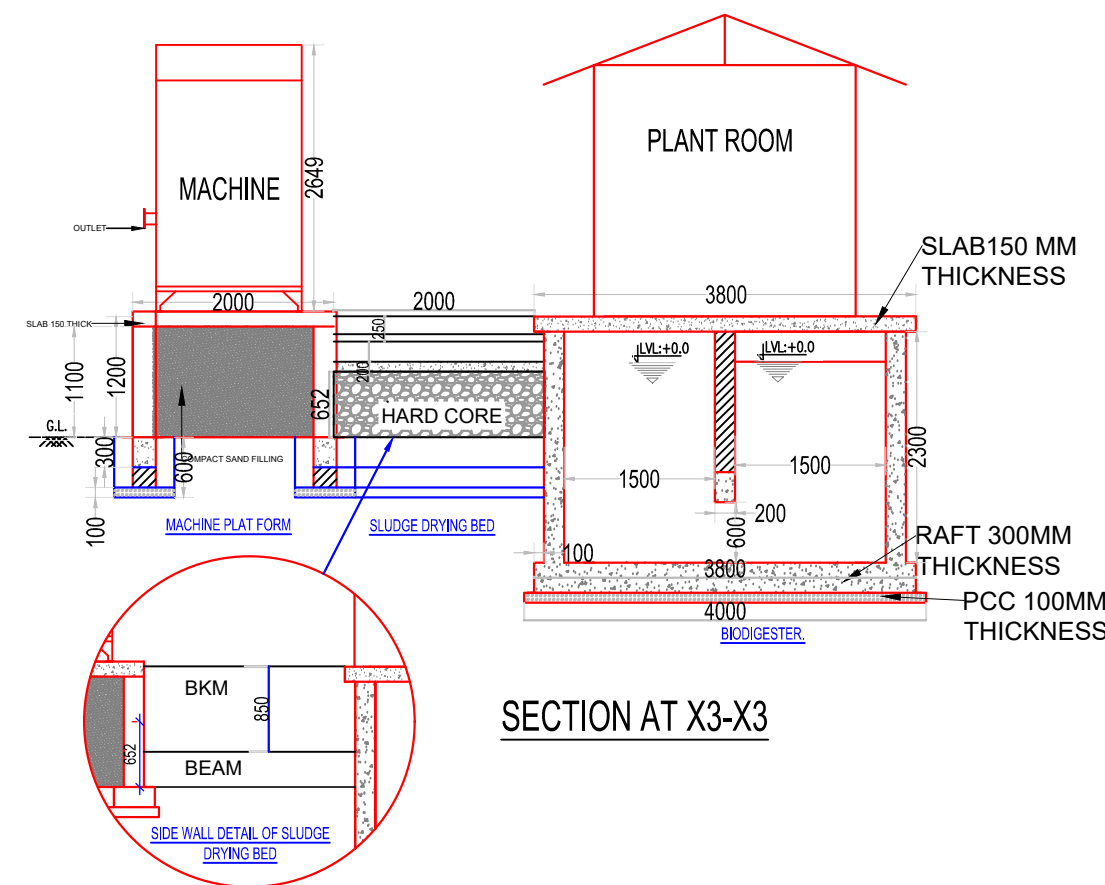 PLANT ROOM
MACHINE
2649
OUTLET
SLAB150 MM
THICKNESS
2000
2000
3800
SLAB 150 THICK
250
LVL:+0.0
LVL:+0.0
200
1100
1200
652
HARD CORE
G.L.
300
COMPACT SAND FILLING
600
2300
1500
1500
200
100
MACHINE PLAT FORM
SLUDGE DRYING BED
600
100
RAFT 300MM
THICKNESS
3800
PCC 100MM
THICKNESS
4000
BIODIGESTER.
BKM
850
652
BEAM
SIDE WALL DETAIL OF SLUDGE
DRYING BED
SECTION AT X3-X3